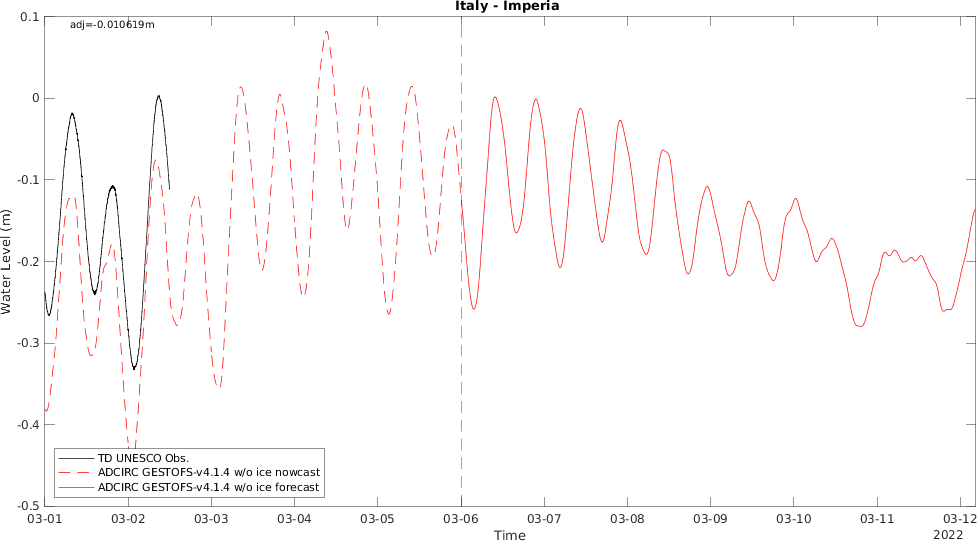 Italy - Imperia
adj=-0.010619m
0.1
0
-0.1
-0.2
-0.3
-0.4
-0.5
Water Level (m)
TD UNESCO Obs.
ADCIRC GESTOFS-v4.1.4 w/o ice nowcast
ADCIRC GESTOFS-v4.1.4 w/o ice forecast
03-01 03-02 03-03 03-04 03-05 03-06 03-07 03-08 03-09 03-10 03-11 03-12
Time
2022